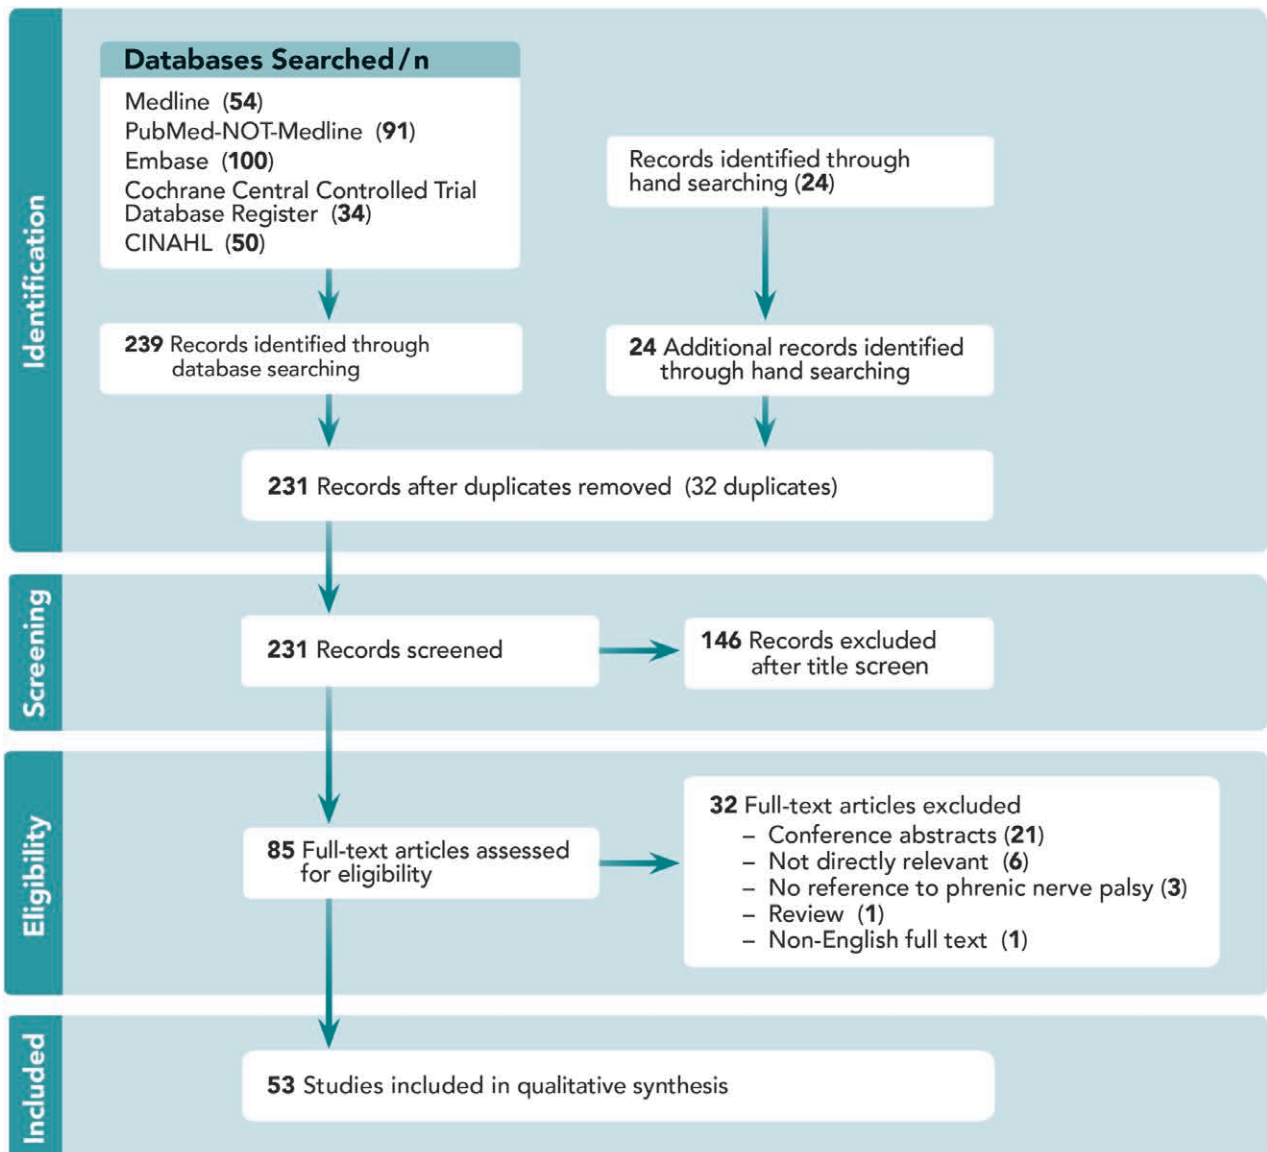 Identification
Databases Searched/n
Medline (54)
PubMed-NOT-Medline (91)
Embase (100)
Cochrane Central Controlled Trial
Database Register (34)
CINAHL (50)
Records identified through
hand searching (24)
239 Records identified through
database searching
24 Additional records identified
through hand searching
231 Records after duplicates removed (32 duplicates)
Screening
231 Records screened
146 Records excluded
after title screen
Eligibility
85 Full-text articles assessed
for eligibility
32 Full-text articles excluded
– Conference abstracts (21)
– Not directly relevant (6)
– No reference to phrenic nerve palsy (3)
– Review (1)
– Non-English full text (1)
Included
53 Studies included in qualitative synthesis